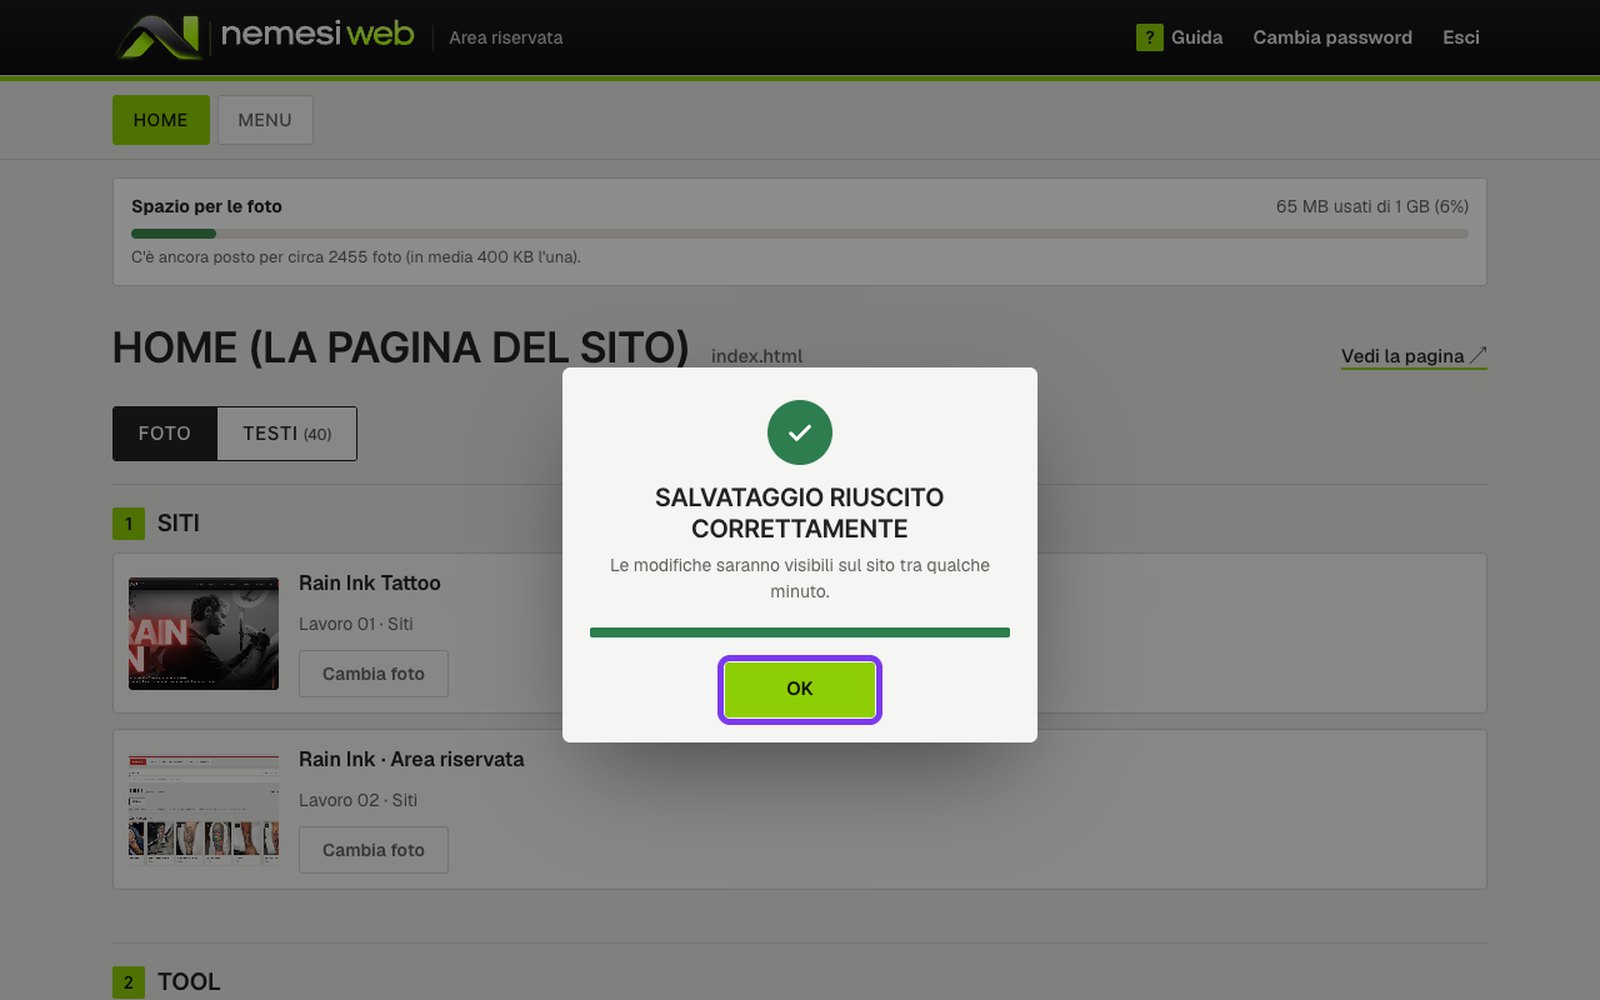 nemesi web
Area riservata
? Guida
Cambia password
Esci
HOME
MENU
Spazio per le foto
65 MB usati di 1 GB (6%)
C'è ancora posto per circa 2455 foto (in media 400 KB l'una).
HOME (LA PAGINA DEL SITO)
index.html
Vedi la pagina
FOTO
TESTI (40)
SALVATAGGIO RIUSCITO
CORRETTAMENTE
Le modifiche saranno visibili sul sito tra qualche
minuto.
OK
1 SITI
Rain Ink Tattoo
Lavoro 01 · Siti
Cambia foto
Rain Ink · Area riservata
Lavoro 02 · Siti
Cambia foto
2 TOOL